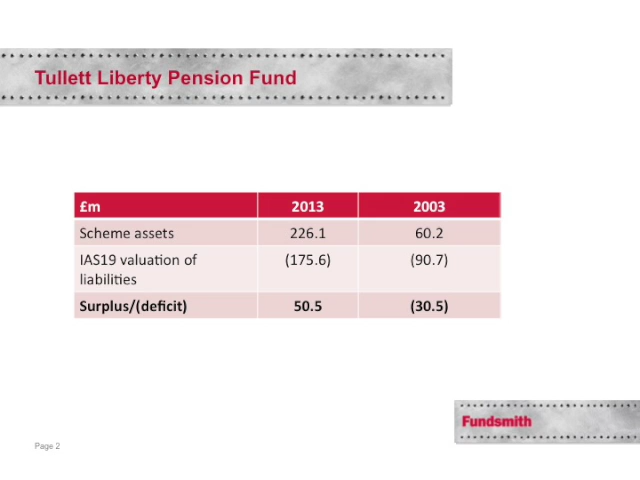 Tullett Liberty Pension Fund
£m 2013 2003
Scheme assets 226.1 60.2
IAS19 valuation of (175.6) (90.7)
liabilities
Surplus/(deficit) 50.5 (30.5)
Fundsmith
Page 2